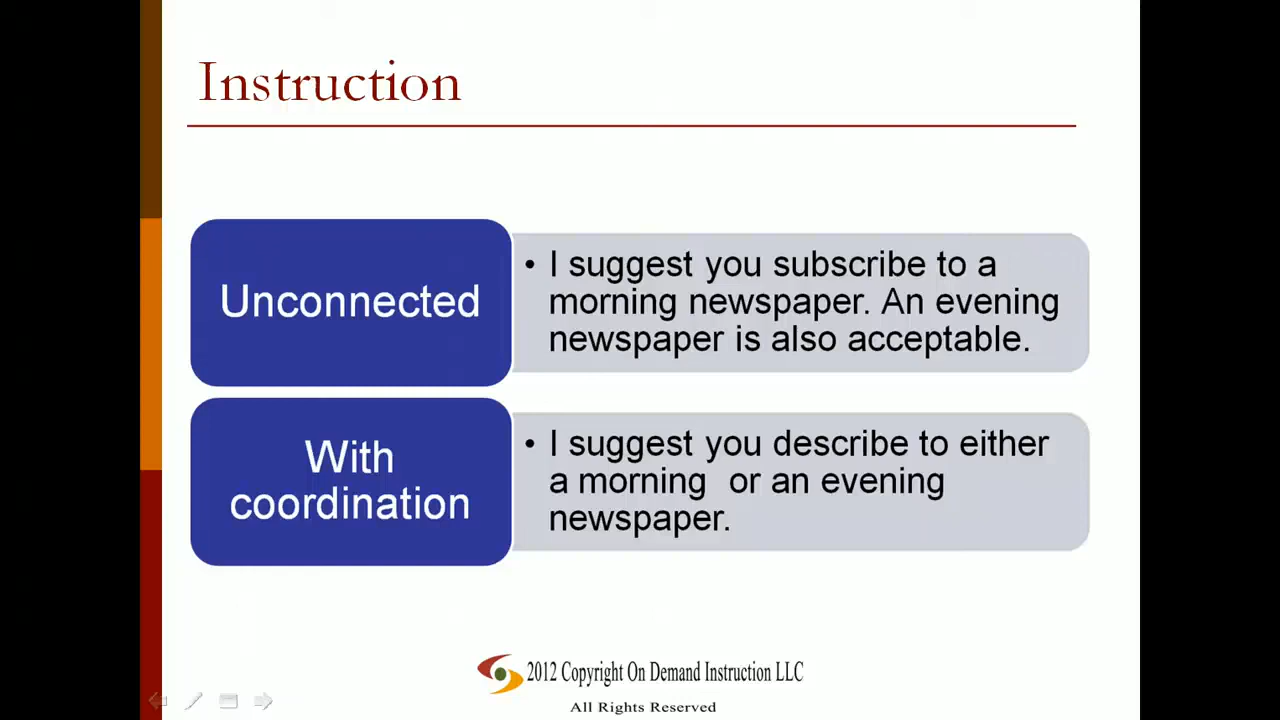 Instruction
Unconnected
• I suggest you subscribe to a
morning newspaper. An evening
newspaper is also acceptable.
With
coordination
• I suggest you describe to either
a morning  or an evening
newspaper.
2012 Copyright On Demand Instruction LLC
All Rights Reserved